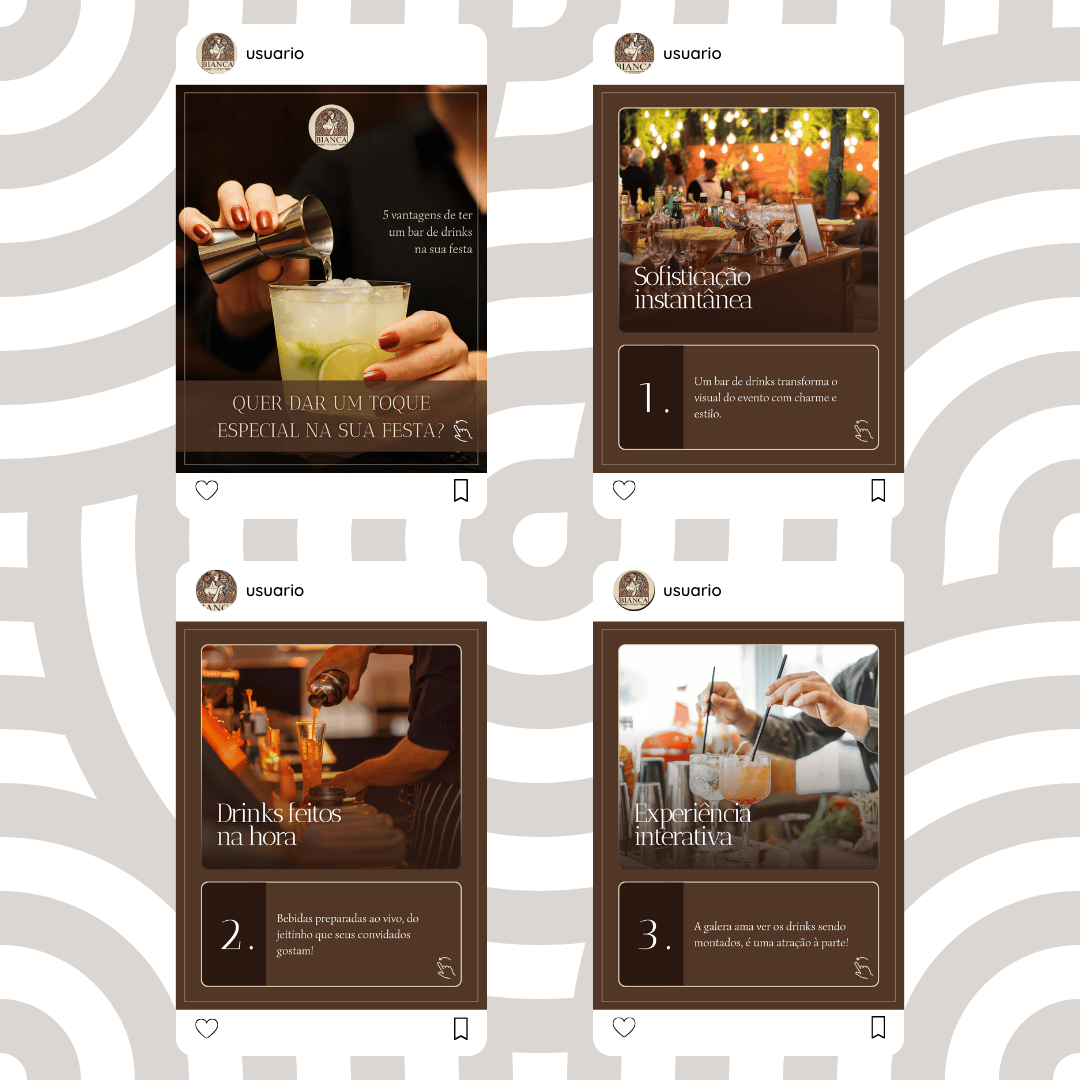 usuario
BIANCA
5 vantagens de ter
um bar de drinks
na sua festa
QUER DAR UM TOQUE
ESPECIAL NA SUA FESTA?
BIANCA
usuario
Sofisticação
instantânea
1.
Um bar de drinks transforma o
visual do evento com charme e
estilo.
usuario
Drinks feitos
na hora
2.
Bebidas preparadas ao vivo, do
jeitinho que seus convidados
gostam!
BIANCA
usuario
Experiência
interativa
3.
A galera ama ver os drinks sendo
montados, é uma atração à parte!